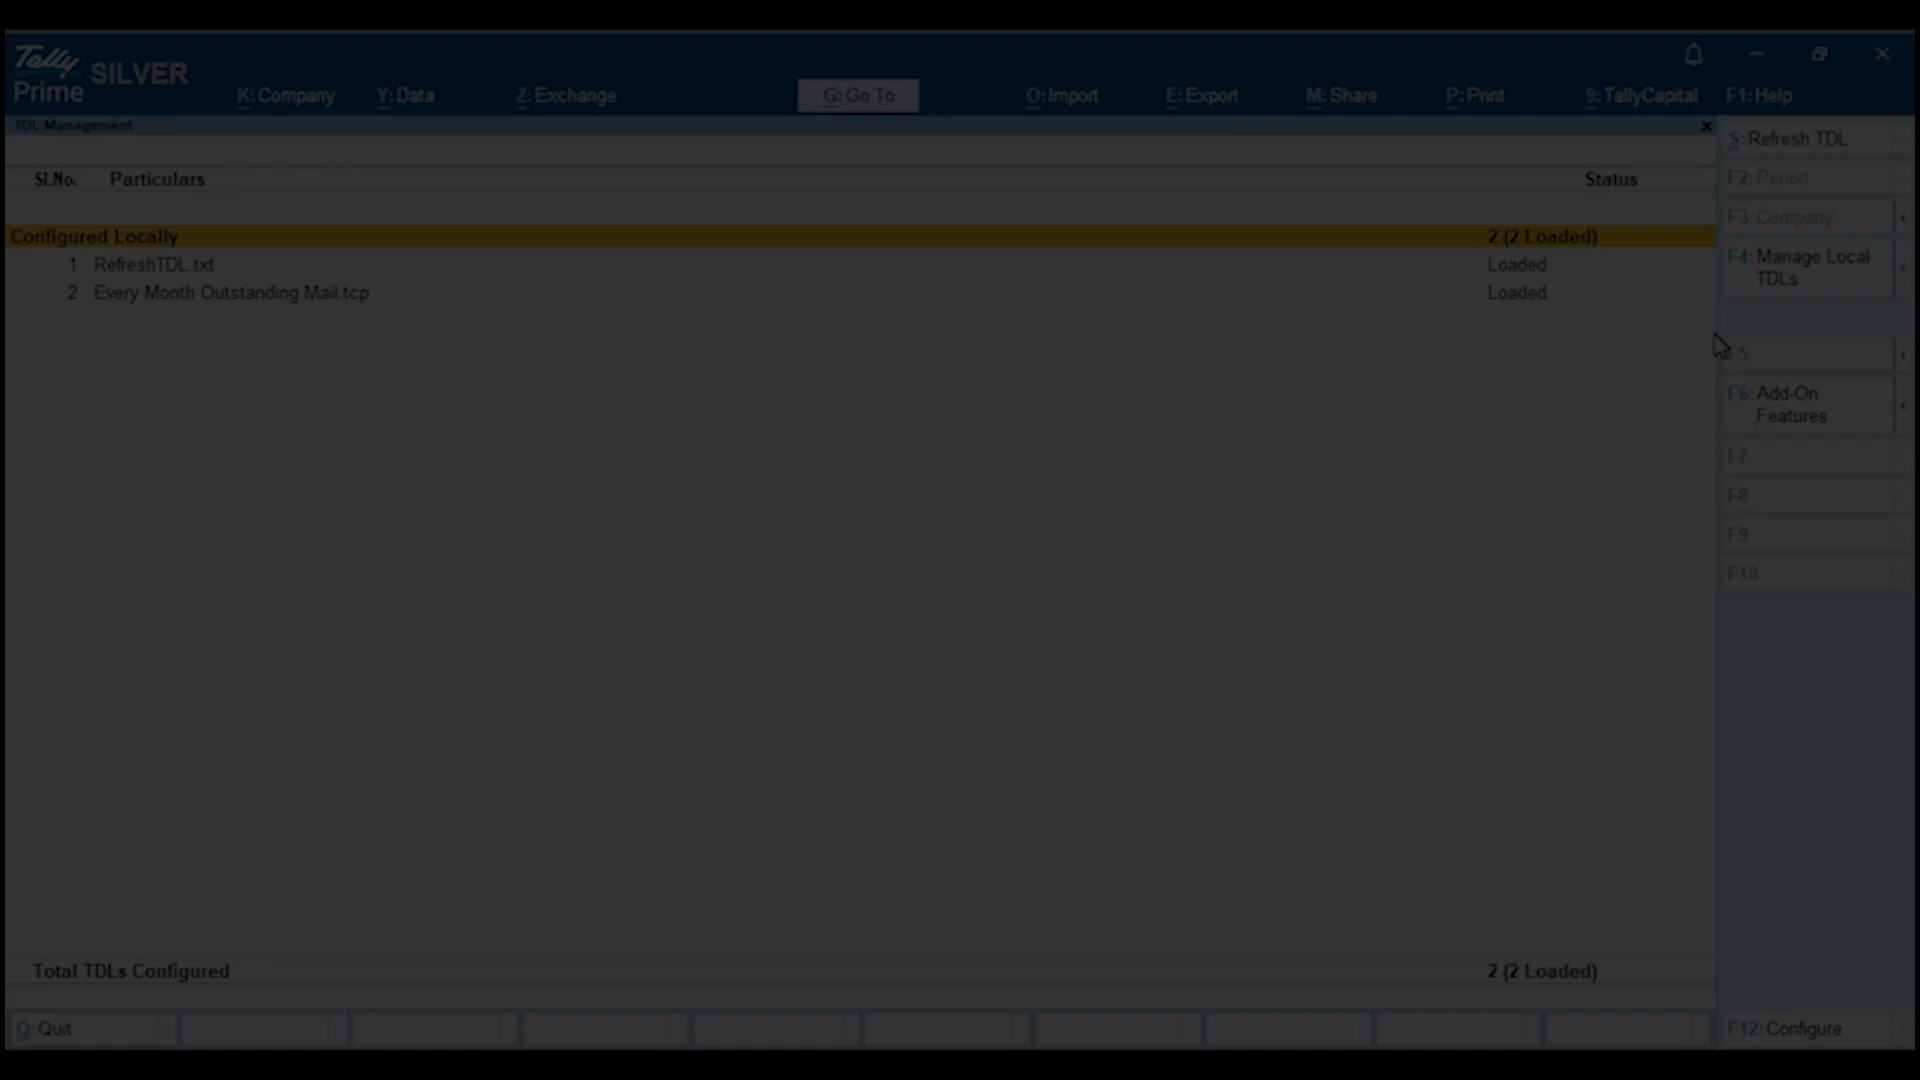 Tally
Prime SILVER
K: Company Y: Data Z: Exchange G: Go To O: Import E: Export M: Share P: Print 9: TallyCapital F1: Help
TDL Management
Sl.No. Particulars Status
Configured Locally 2 (2 Loaded)
1 RefreshTDL.txt Loaded
2 Every Month Outstanding Mail.tcp Loaded
Total TDLs Configured 2 (2 Loaded)
Q: Quit
S: Refresh TDL
F2: Period
F3: Company
F4: Manage Local
TDLs
F5
F6: Add-On
Features
F7
F8
F9
F10
F12: Configure